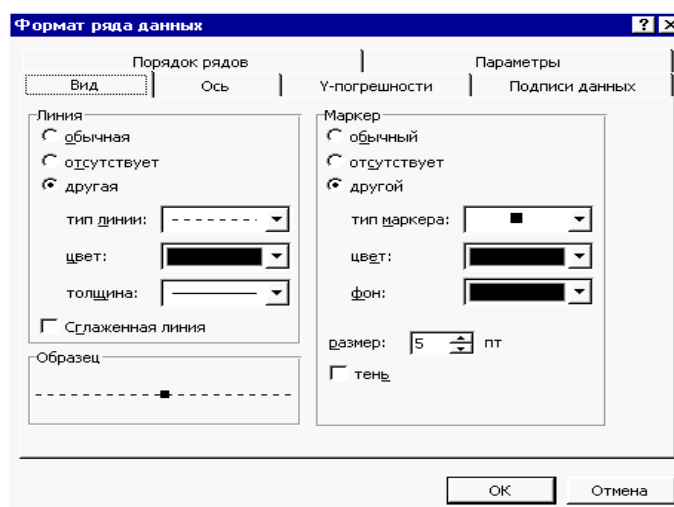 Формат ряда данных
Порядок рядов Параметры
Вид Ось Y-погрешности Подписи данных
Линия
обычная
отсутствует
другая
тип линии:
цвет:
толщина:
Сглаженная линия
Образец
Маркер
обычный
отсутствует
другой
тип маркера:
цвет:
фон:
размер: 5 пт
тень
ОК Отмена